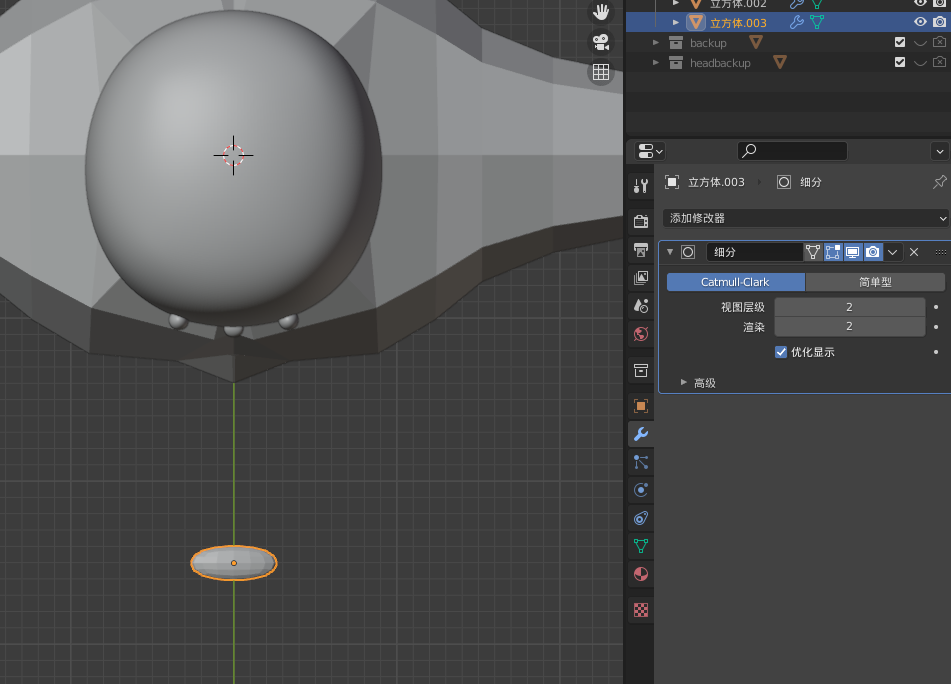 立方体.002
立方体.003
backup
headbackup
立方体.003 细分
添加修改器
细分
Catmull-Clark 简单型
视图层级 2
渲染 2
优化显示
高级